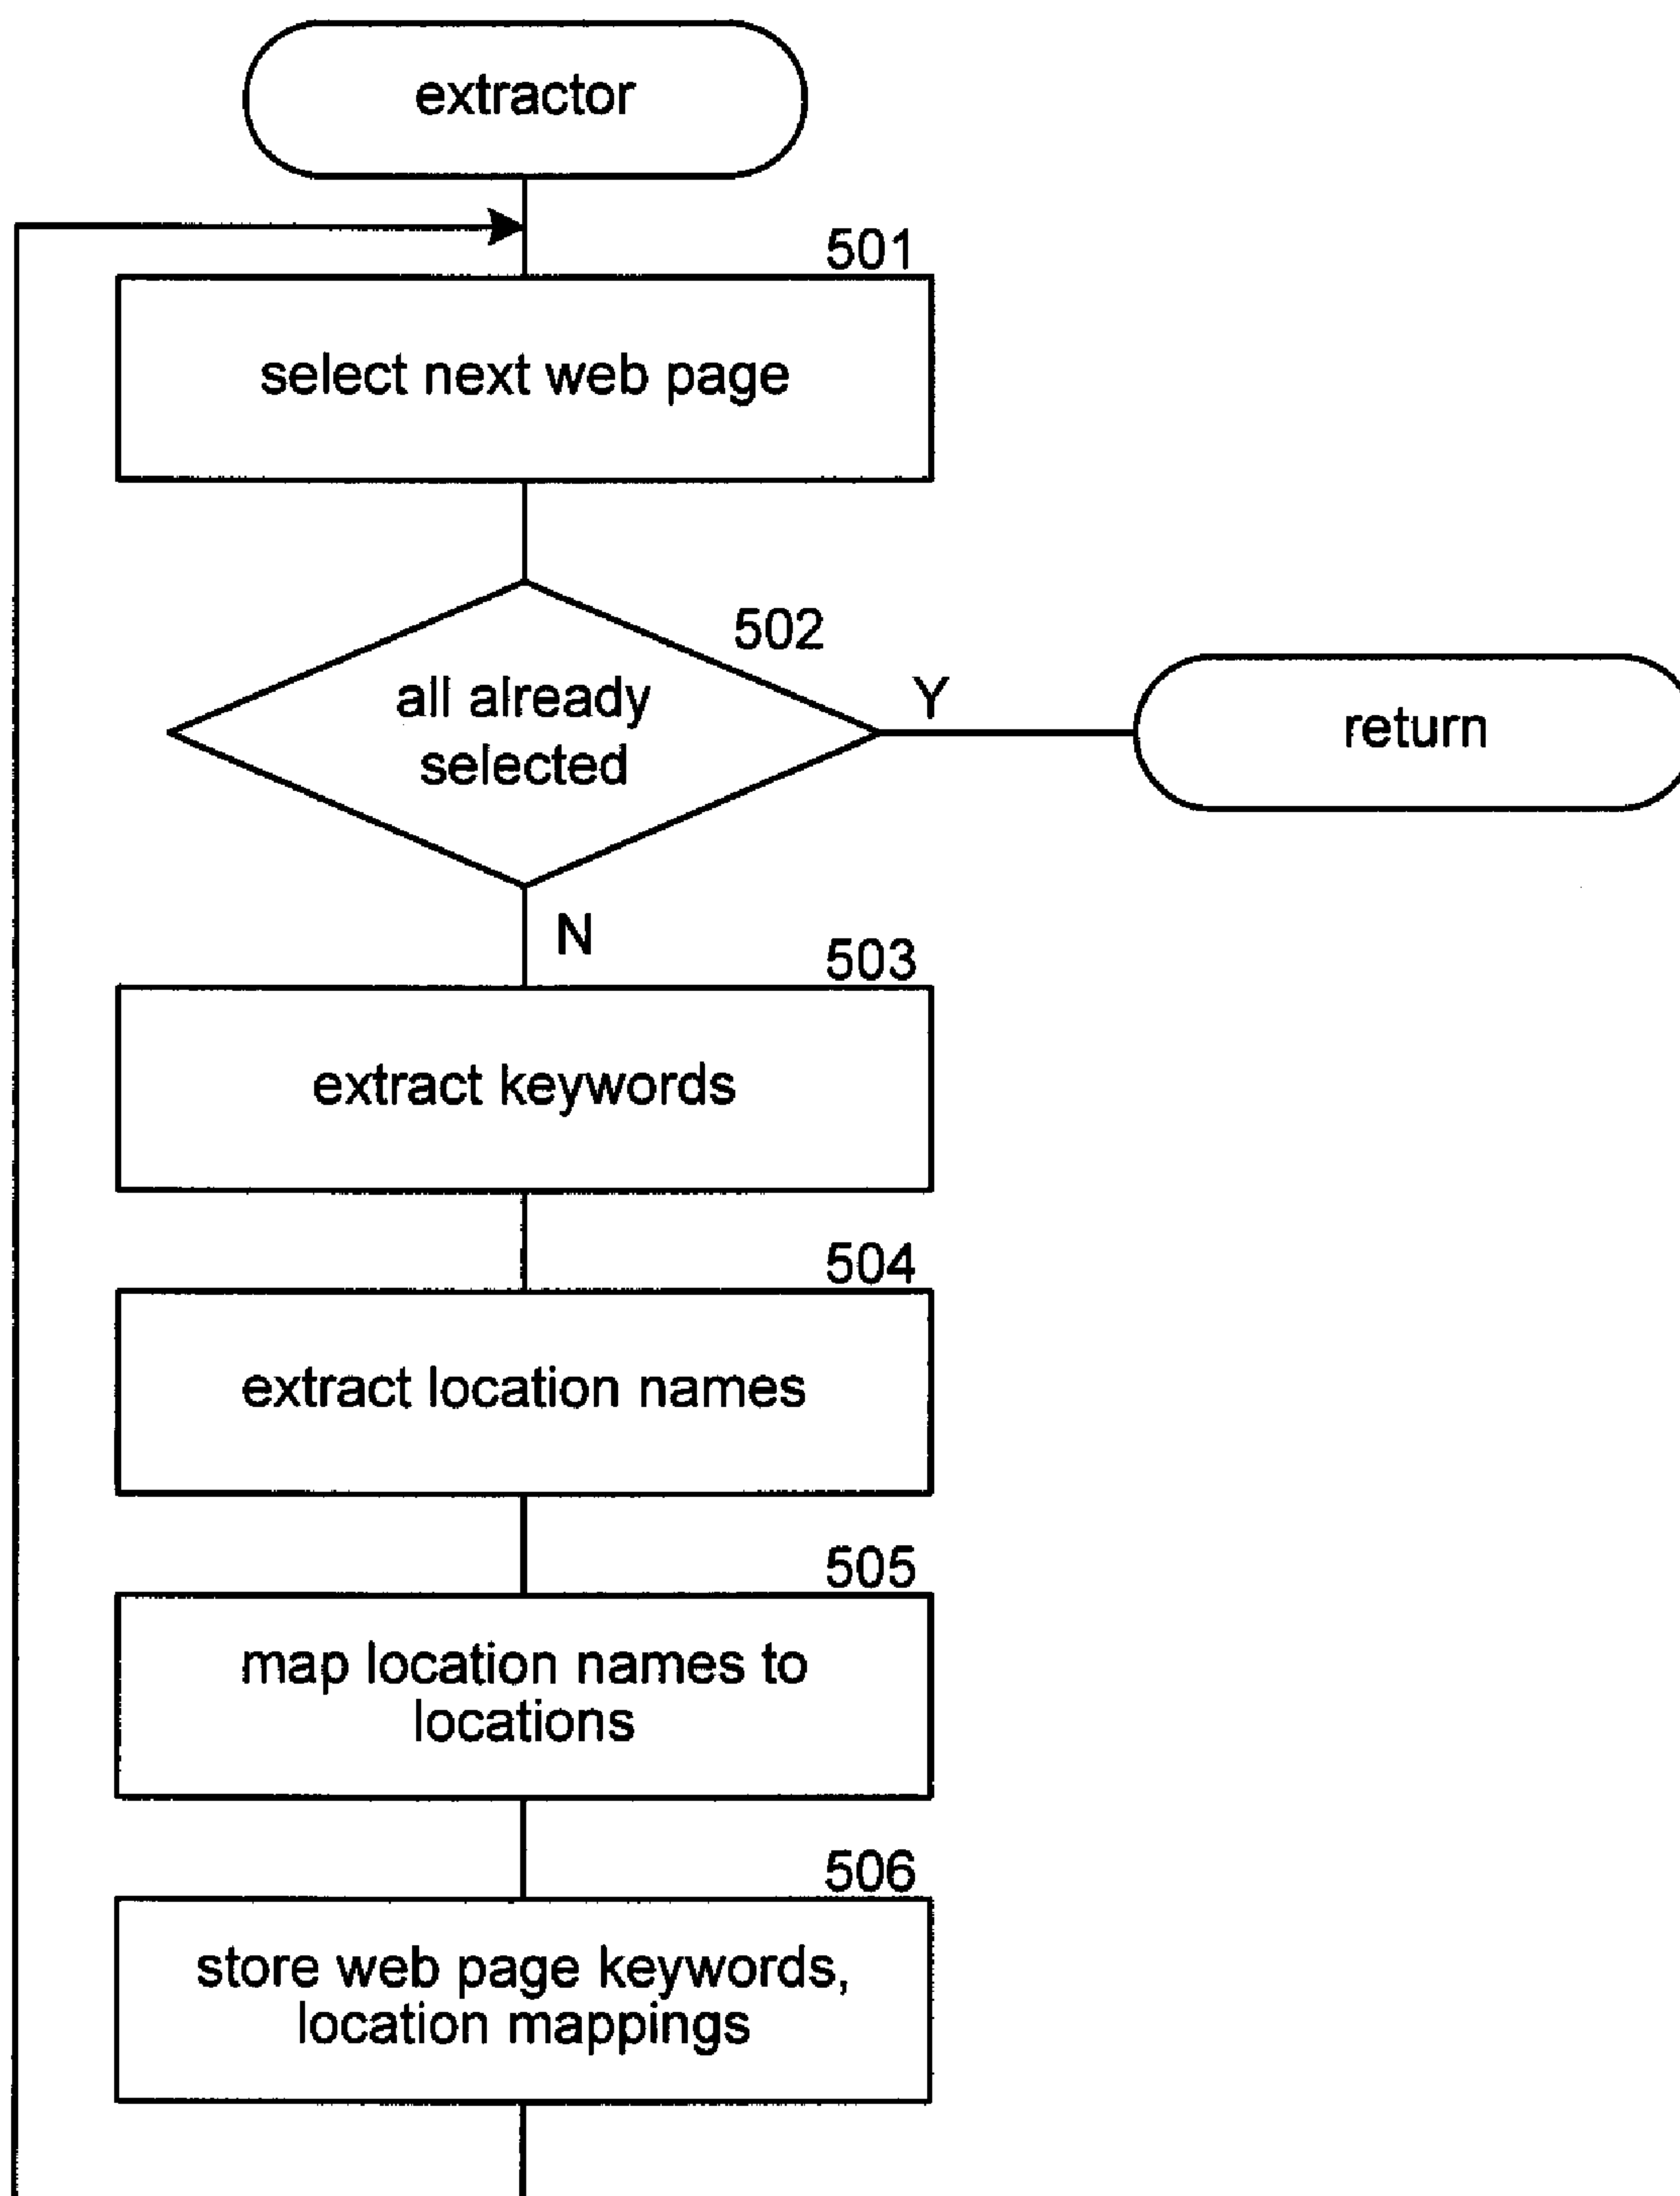 extractor
501
select next web page
502
all already
selected
Y
return
N
503
extract keywords
504
extract location names
505
map location names to
locations
506
store web page keywords,
location mappings